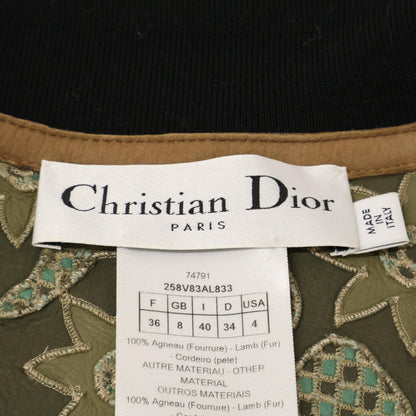 Christian Dior
PARIS
MADE IN
ITALY
74791
258V83AL833
F GB I D USA
36 8 40 34 4
100% Agneau (Fourrure) - Lamb (Fur)
- Cordeiro (pele)
AUTRE MATERIAU - OTHER
MATERIAL
OUTROS MATERIAIS
100% Agneau (Fourrure) - Lamb (Fur)